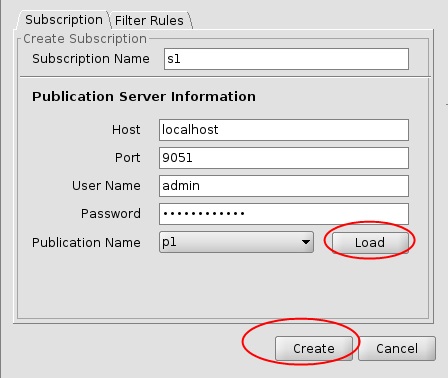 Subscription Filter Rules
Create Subscription
Subscription Name s1
Publication Server Information
Host localhost
Port 9051
User Name admin
Password ••••••••••••
Publication Name p1 Load
Create Cancel